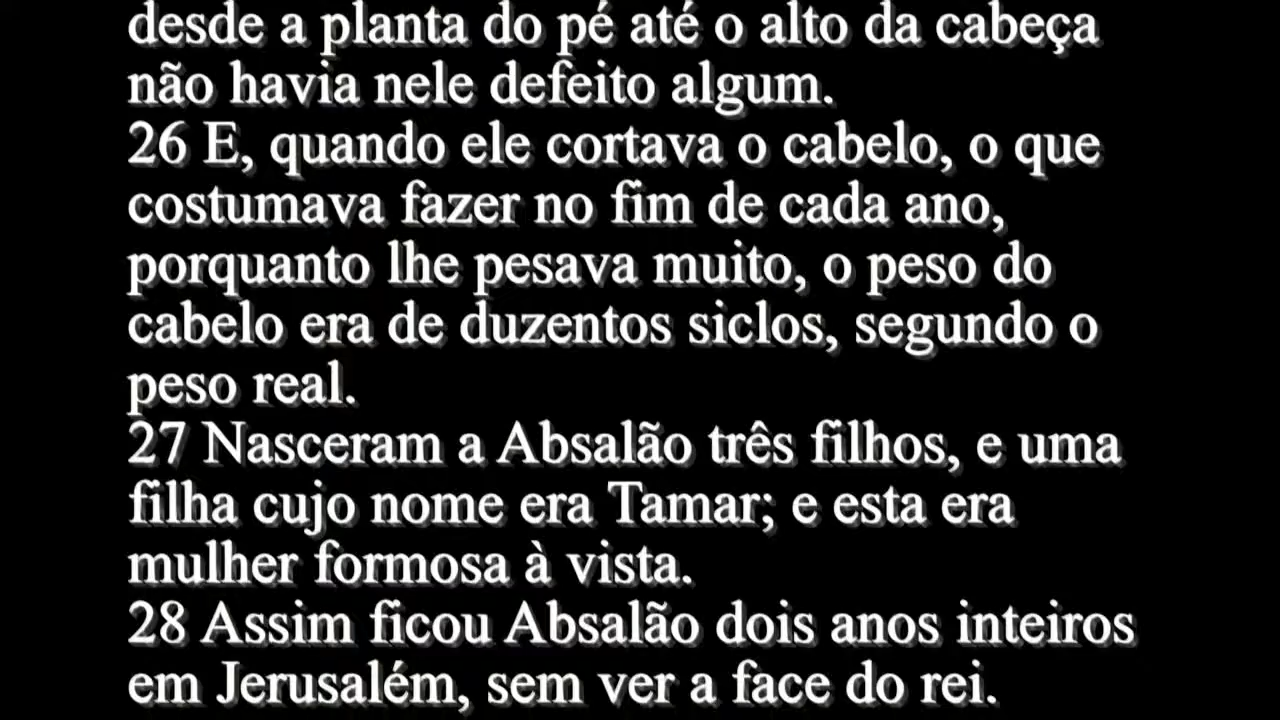 desde a planta do pé até o alto da cabeça
não havia nele defeito algum.
26 E, quando ele cortava o cabelo, o que
costumava fazer no fim de cada ano,
porquanto lhe pesava muito, o peso do
cabelo era de duzentos siclos, segundo o
peso real.
27 Nasceram a Absalão três filhos, e uma
filha cujo nome era Tamar; e esta era
mulher formosa à vista.
28 Assim ficou Absalão dois anos inteiros
em Jerusalém, sem ver a face do rei.